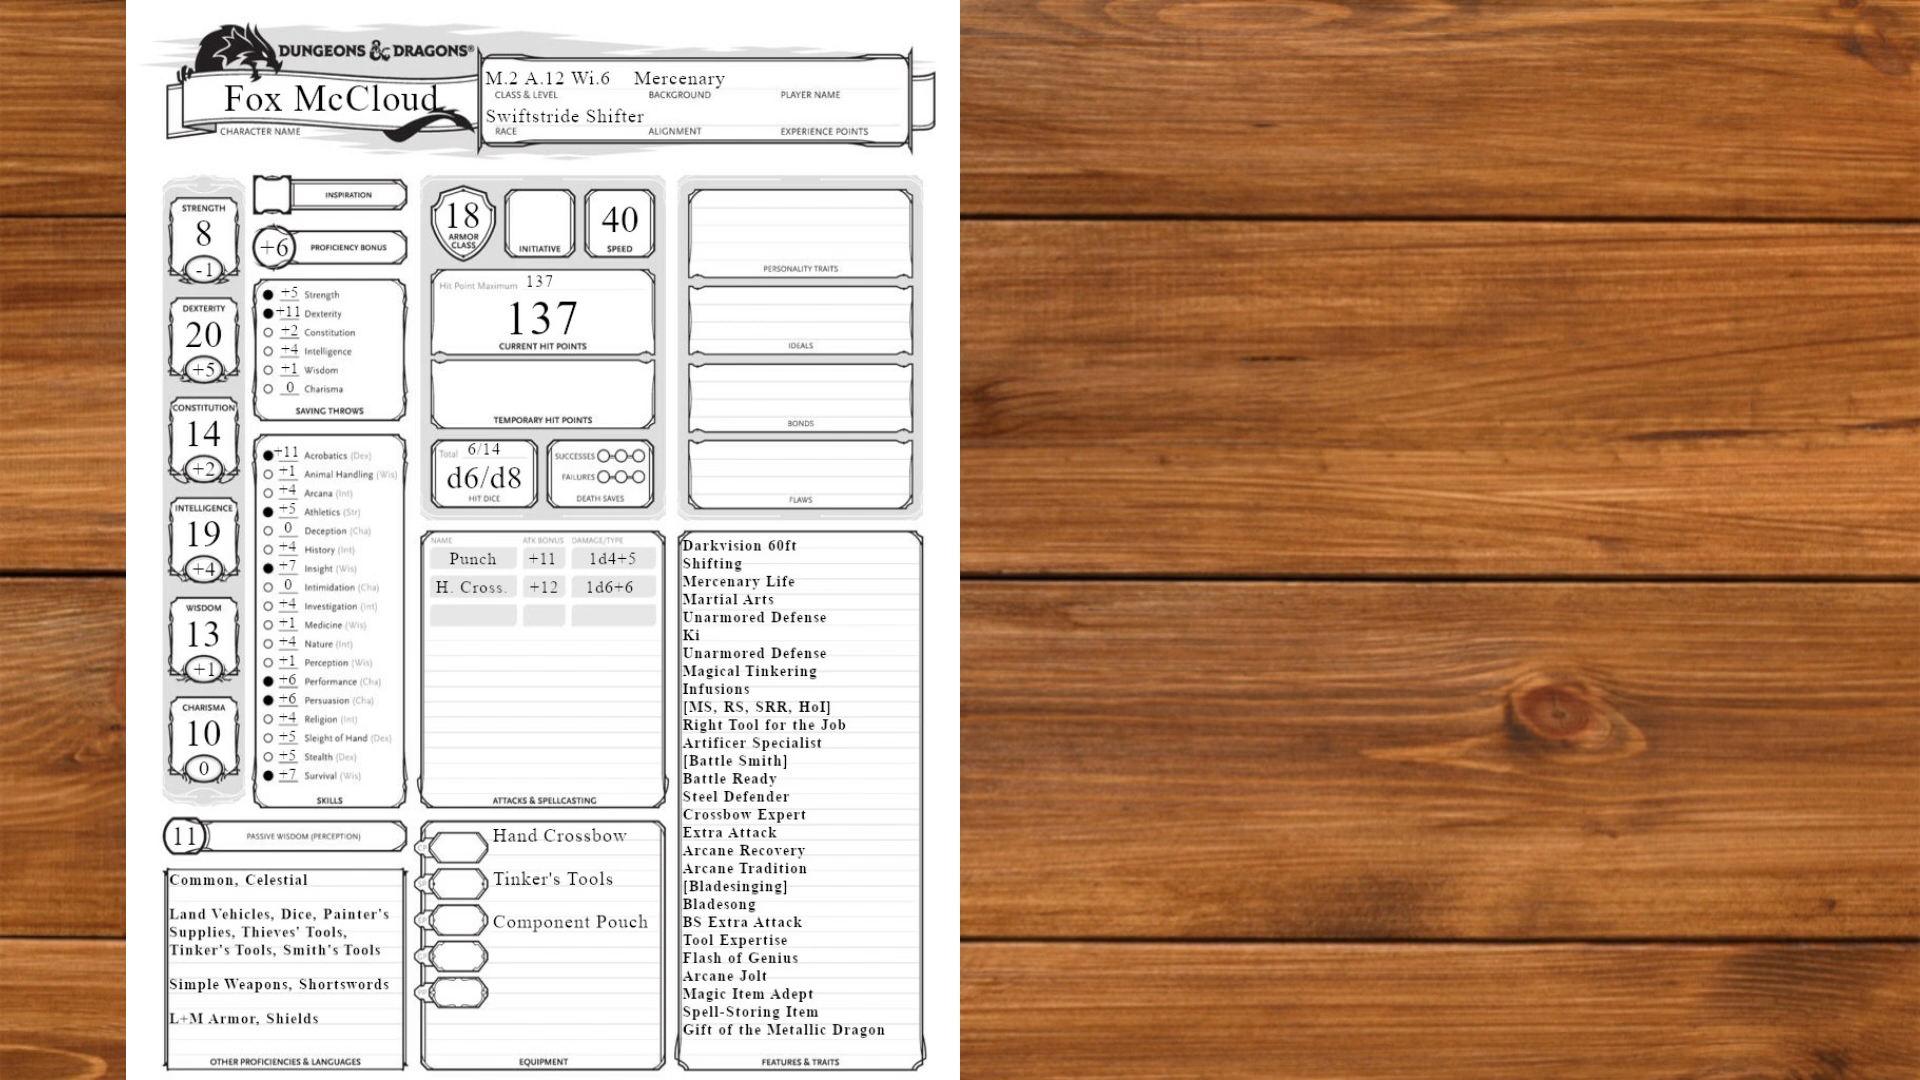 DUNGEONS & DRAGONS®
Fox McCloud
CHARACTER NAME
M.2 A.12 Wi.6 Mercenary
CLASS & LEVEL BACKGROUND PLAYER NAME
Swiftstride Shifter
RACE ALIGNMENT EXPERIENCE POINTS
STRENGTH
8
-1
DEXTERITY
20
+5
CONSTITUTION
14
+2
INTELLIGENCE
19
+4
WISDOM
13
+1
CHARISMA
10
0
INSPIRATION
+6 PROFICIENCY BONUS
+5 Strength
+11 Dexterity
+2 Constitution
+4 Intelligence
+1 Wisdom
0 Charisma
SAVING THROWS
+11 Acrobatics (Dex)
+1 Animal Handling (Wis)
+4 Arcana (Int)
+5 Athletics (Str)
0 Deception (Cha)
+4 History (Int)
+7 Insight (Wis)
0 Intimidation (Cha)
+4 Investigation (Int)
+1 Medicine (Wis)
+4 Nature (Int)
+1 Perception (Wis)
+6 Performance (Cha)
+6 Persuasion (Cha)
+4 Religion (Int)
+5 Sleight of Hand (Dex)
+5 Stealth (Dex)
+7 Survival (Wis)
SKILLS
11 PASSIVE WISDOM (PERCEPTION)
Common, Celestial
Land Vehicles, Dice, Painter's
Supplies, Thieves' Tools,
Tinker's Tools, Smith's Tools
Simple Weapons, Shortswords
L+M Armor, Shields
OTHER PROFICIENCIES & LANGUAGES
18
ARMOR
CLASS
INITIATIVE
40
SPEED
Hit Point Maximum 137
137
CURRENT HIT POINTS
TEMPORARY HIT POINTS
Total 6/14
d6/d8
HIT DICE
SUCCESSES
FAILURES
DEATH SAVES
NAME ATK BONUS DAMAGE/TYPE
Punch +11 1d4+5
H. Cross. +12 1d6+6
ATTACKS & SPELLCASTING
Hand Crossbow
Tinker's Tools
Component Pouch
EQUIPMENT
PERSONALITY TRAITS
IDEALS
BONDS
FLAWS
Darkvision 60ft
Shifting
Mercenary Life
Martial Arts
Unarmored Defense
Ki
Unarmored Defense
Magical Tinkering
Infusions
[MS, RS, SRR, HoI]
Right Tool for the Job
Artificer Specialist
[Battle Smith]
Battle Ready
Steel Defender
Crossbow Expert
Extra Attack
Arcane Recovery
Arcane Tradition
[Bladesinging]
Bladesong
BS Extra Attack
Tool Expertise
Flash of Genius
Arcane Jolt
Magic Item Adept
Spell-Storing Item
Gift of the Metallic Dragon
FEATURES & TRAITS